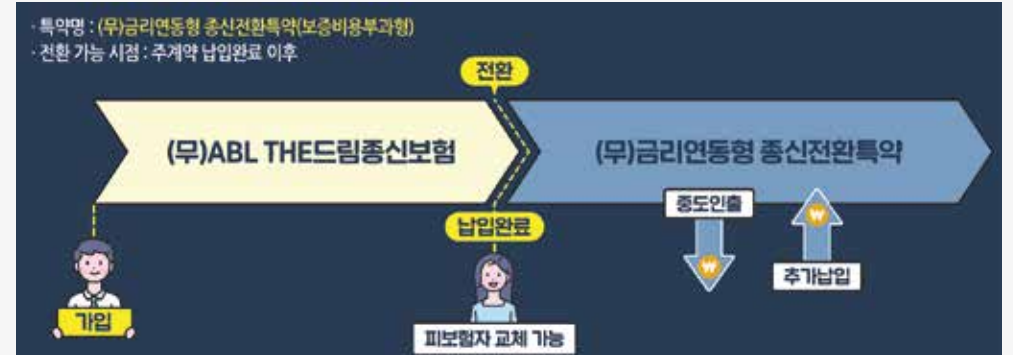 · 특약명 : (무)금리연동형 종신전환특약(보증비용부과형)
· 전환 가능 시점 : 주계약 납입완료 이후
전환
(무)ABL THE드림종신보험
(무)금리연동형 종신전환특약
중도인출
₩
₩
추가납입
납입완료
가입
피보험자 교체 가능